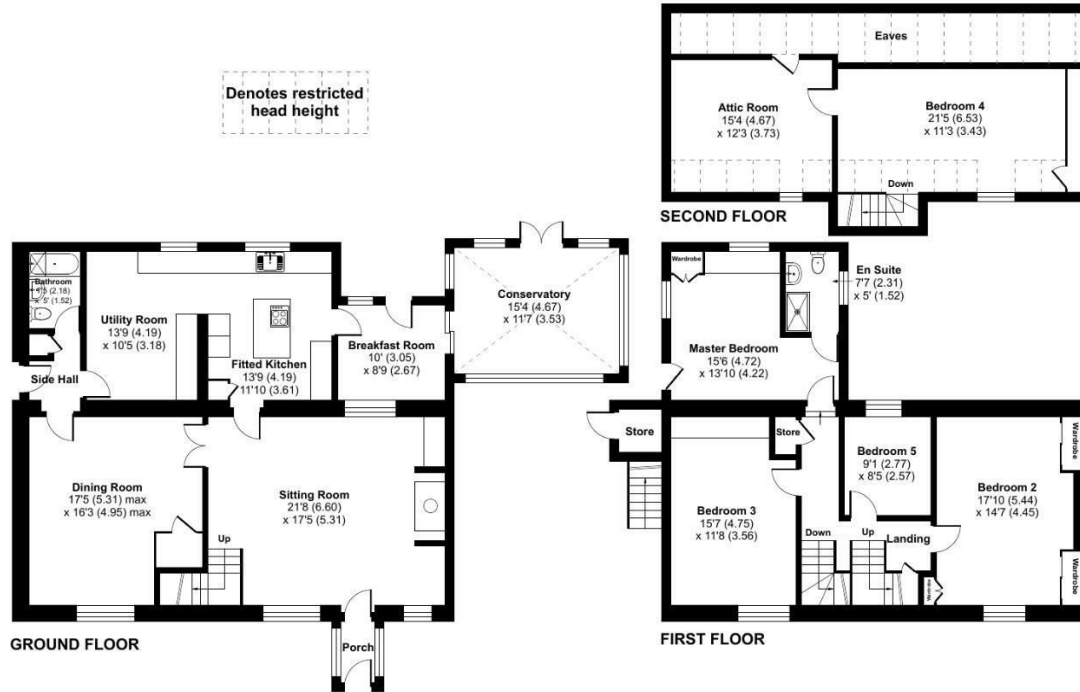 Denotes restricted
head height
Eaves
Attic Room
15'4 (4.67)
x 12'3 (3.73)
Bedroom 4
21'5 (6.53)
x 11'3 (3.43)
Down
SECOND FLOOR
Bathroom
(2.18)
x 5' (1.52)
Utility Room
13'9 (4.19)
x 10'5 (3.18)
Side Hall
Fitted Kitchen
13'9 (4.19)
11'10 (3.61)
Breakfast Room
10' (3.05)
x 8'9 (2.67)
Conservatory
15'4 (4.67)
x 11'7 (3.53)
Dining Room
17'5 (5.31) max
x 16'3 (4.95) max
Up
Sitting Room
21'8 (6.60)
x 17'5 (5.31)
Porch
GROUND FLOOR
Store
Wardrobe
En Suite
7'7 (2.31)
x 5' (1.52)
Master Bedroom
15'6 (4.72)
x 13'10 (4.22)
Store
Bedroom 3
15'7 (4.75)
x 11'8 (3.56)
Bedroom 5
9'1 (2.77)
x 8'5 (2.57)
Bedroom 2
17'10 (5.44)
x 14'7 (4.45)
Wardrobe
Down
Up
Landing
Wardrobe
Wardrobe
FIRST FLOOR